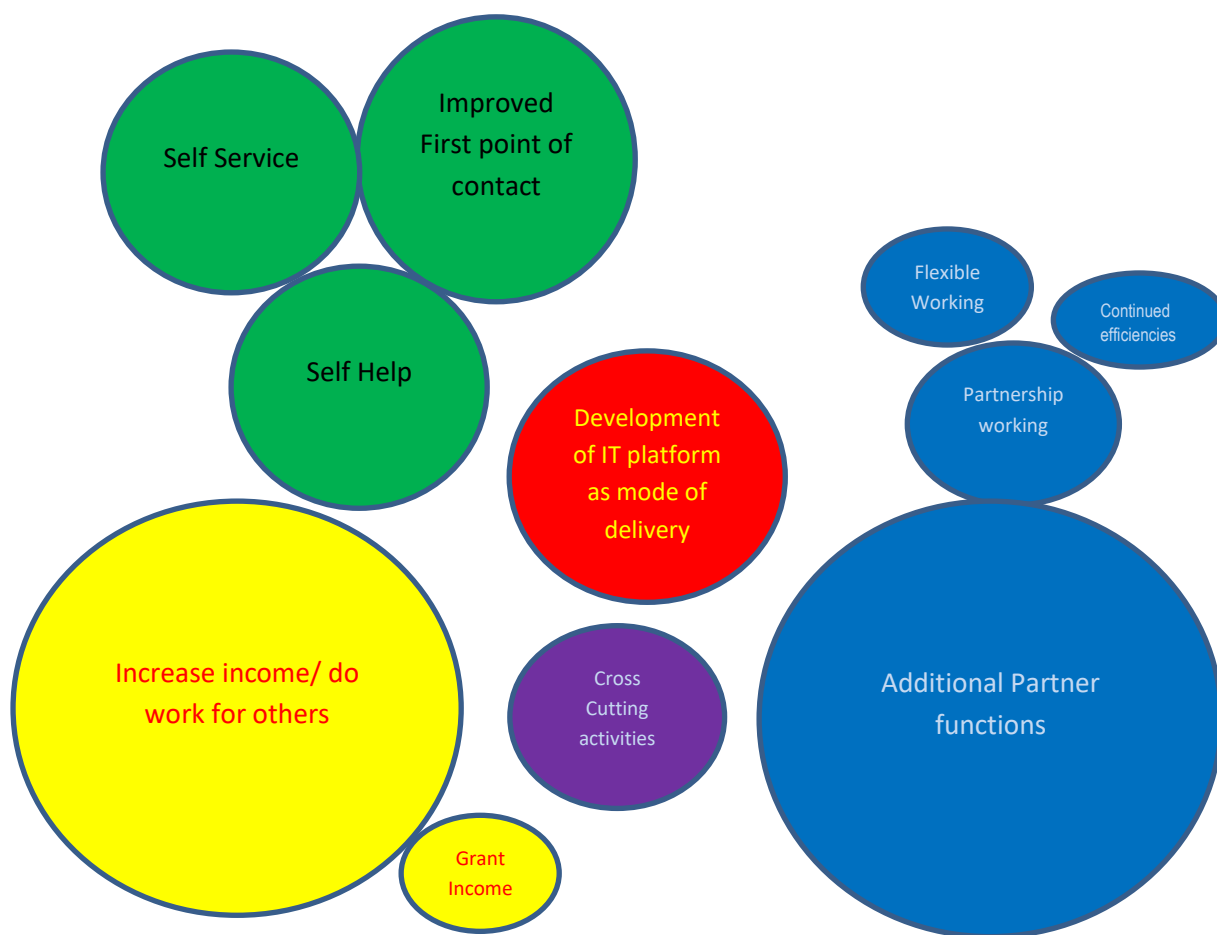 Self Service
Improved
First point of
contact
Self Help
Flexible
Working
Continued
efficiencies
Partnership
working
Development
of IT platform
as mode of
delivery
Increase income/ do
work for others
Cross
Cutting
activities
Additional Partner
functions
Grant
Income